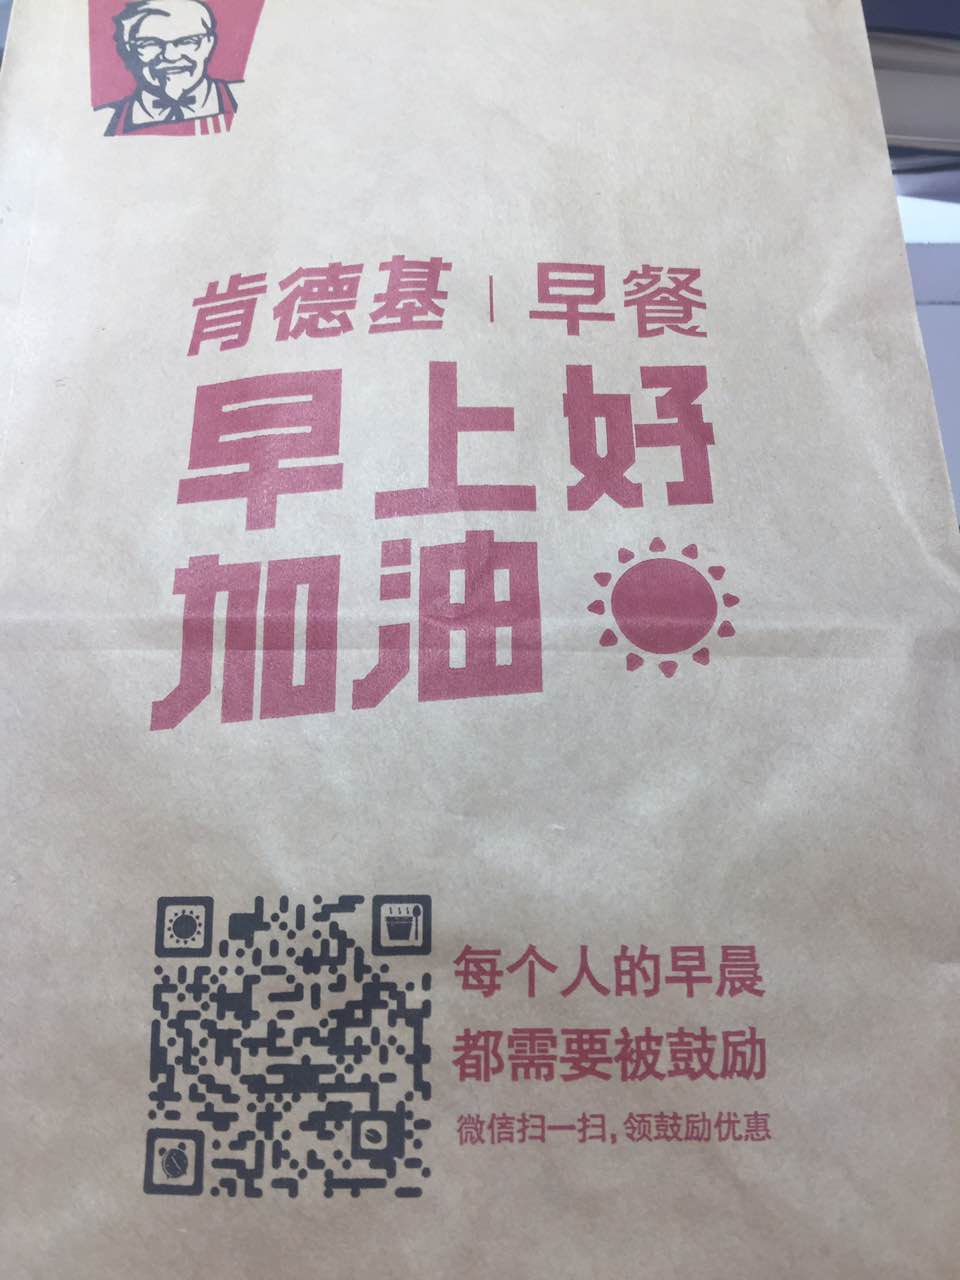 肯德基 | 早餐
早上好
加油
每个人的早晨
都需要被鼓励
微信扫一扫,领鼓励优惠